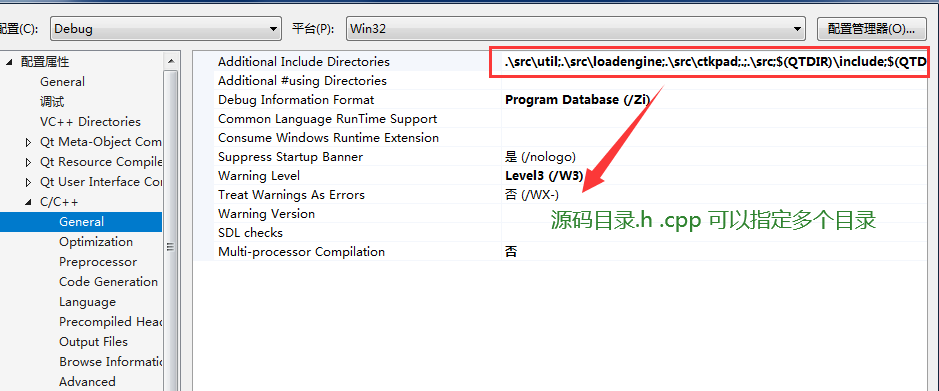 配置(C):
Debug
平台(P):
Win32
配置管理器(O)...
配置属性
General
调试
VC++ Directories
Qt Meta-Object Com
Qt Resource Compile
Qt User Interface Co
C/C++
General
Optimization
Preprocessor
Code Generation
Language
Precompiled Head
Output Files
Browse Informatic
Advanced
Additional Include Directories .\src\util;.\src\loadengine;.\src\ctkpad;.;.\src;$(QTDIR)\include;$(QTD
Additional #using Directories
Debug Information Format Program Database (/Zi)
Common Language RunTime Support
Consume Windows Runtime Extension
Suppress Startup Banner 是 (/nologo)
Warning Level Level3 (/W3)
Treat Warnings As Errors 否 (/WX-)
Warning Version
SDL checks
Multi-processor Compilation 否
源码目录.h .cpp 可以指定多个目录